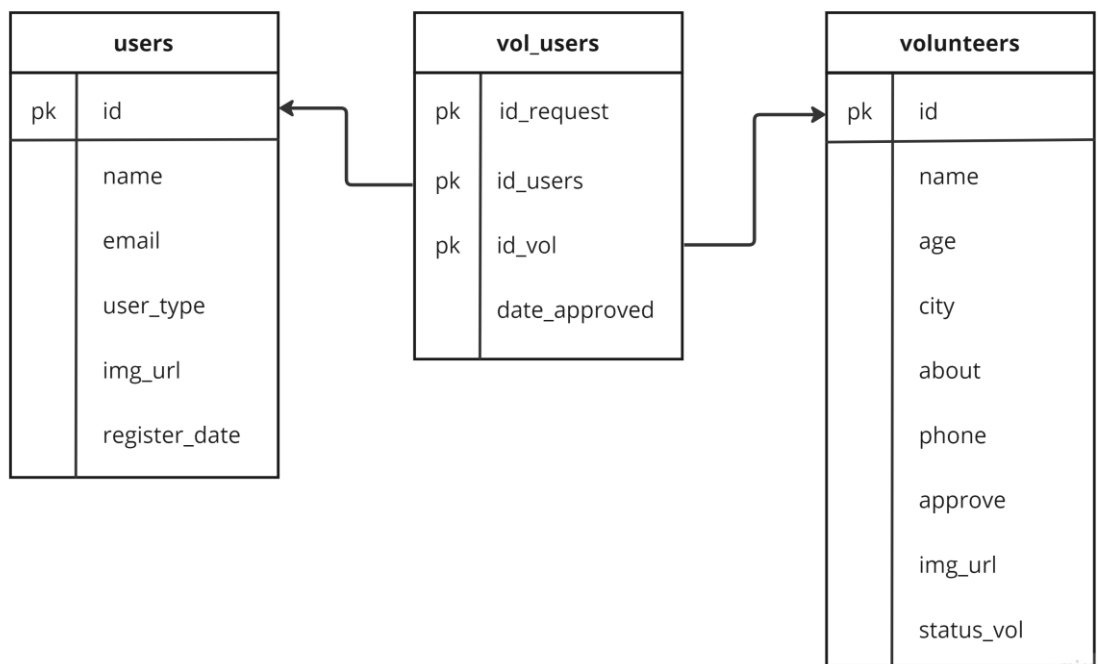 users
pk id
name
email
user_type
img_url
register_date
vol_users
pk id_request
pk id_users
pk id_vol
date_approved
volunteers
pk id
name
age
city
about
phone
approve
img_url
status_vol